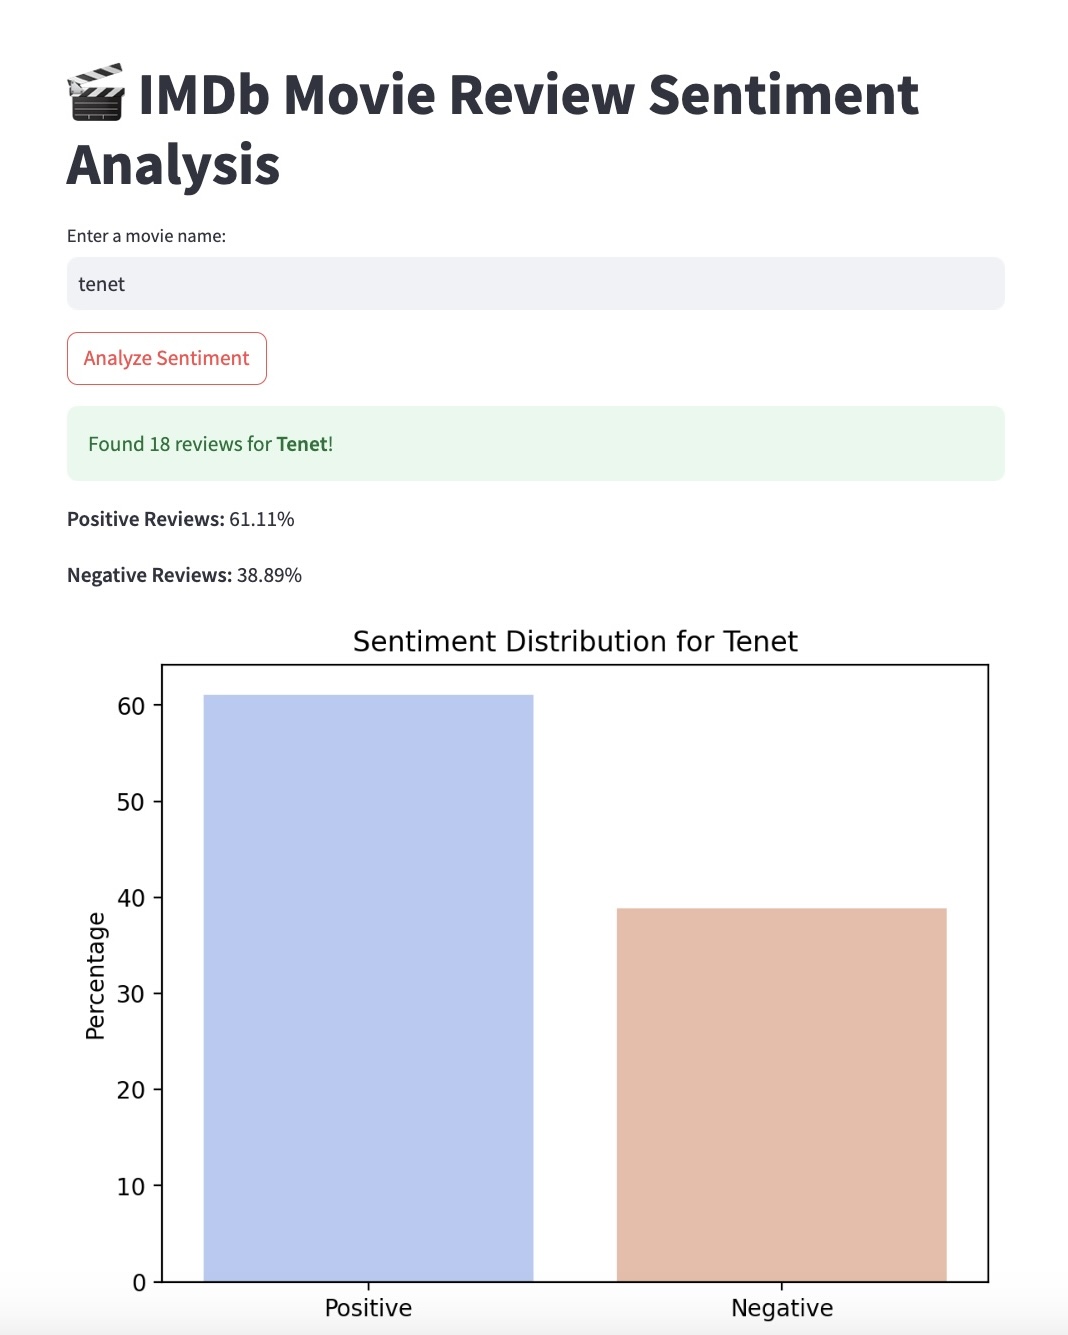 🎬 IMDb Movie Review Sentiment
Analysis
Enter a movie name:
tenet
Analyze Sentiment
Found 18 reviews for Tenet!
Positive Reviews: 61.11%
Negative Reviews: 38.89%
Sentiment Distribution for Tenet
60
50
40
30
20
10
0
Percentage
Positive
Negative